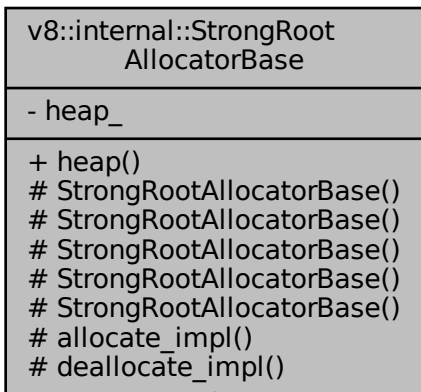 v8::internal::StrongRoot
AllocatorBase
- heap_
+ heap()
# StrongRootAllocatorBase()
# StrongRootAllocatorBase()
# StrongRootAllocatorBase()
# StrongRootAllocatorBase()
# StrongRootAllocatorBase()
# allocate_impl()
# deallocate_impl()